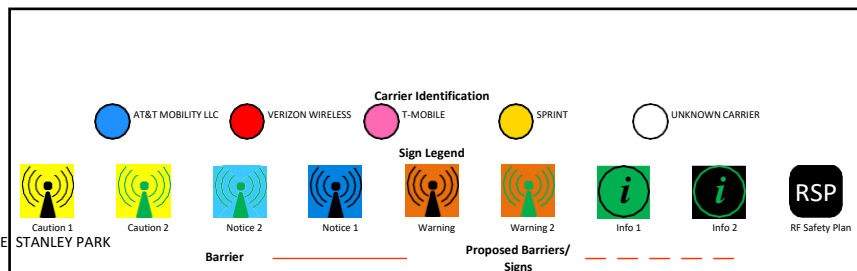 Carrier Identification
AT&T MOBILITY LLC VERIZON WIRELESS T-MOBILE SPRINT UNKNOWN CARRIER
Sign Legend
i i RSP
Caution 1 Caution 2 Notice 2 Notice 1 Warning Warning 2 Info 1 Info 2 RF Safety Plan
E STANLEY PARK
Barrier Proposed Barriers/
Signs